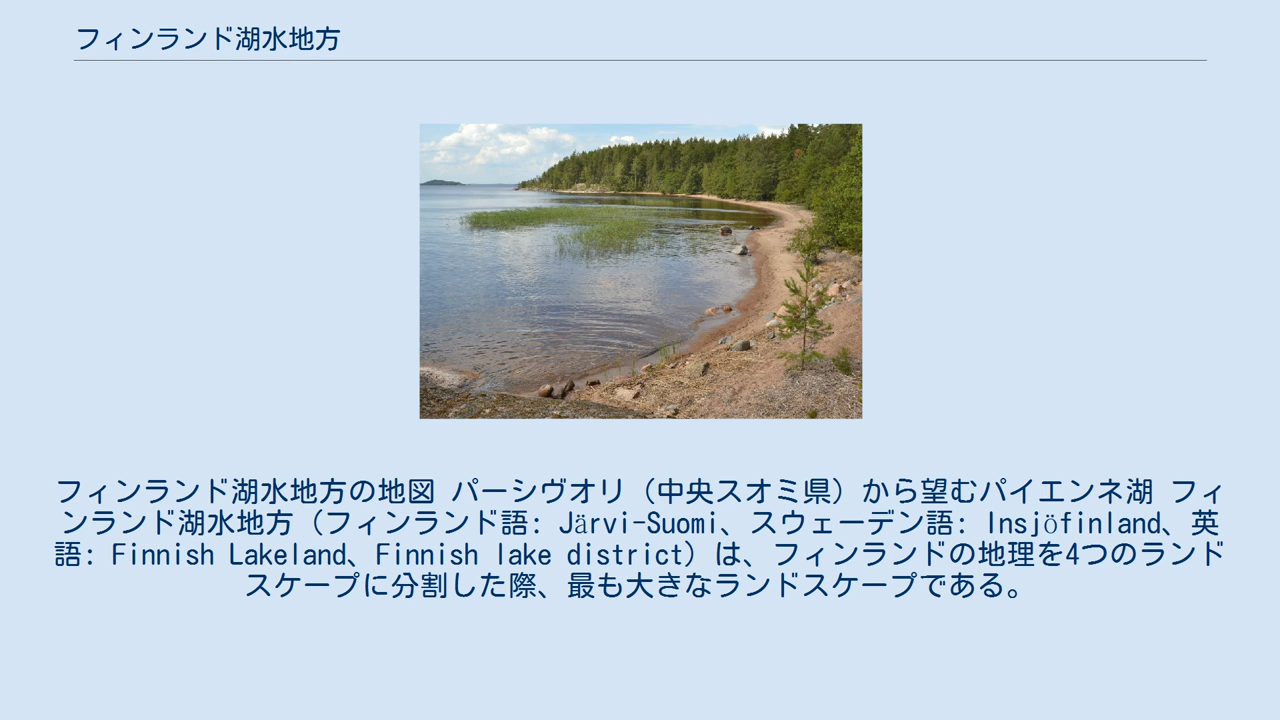 フィンランド湖水地方
フィンランド湖水地方の地図 パーシヴオリ（中央スオミ県）から望むパイエンネ湖 フィ
ンランド湖水地方（フィンランド語: Järvi-Suomi、スウェーデン語: Insjöfinland、英
語: Finnish Lakeland、Finnish lake district）は、フィンランドの地理を4つのランド
スケープに分割した際、最も大きなランドスケープである。